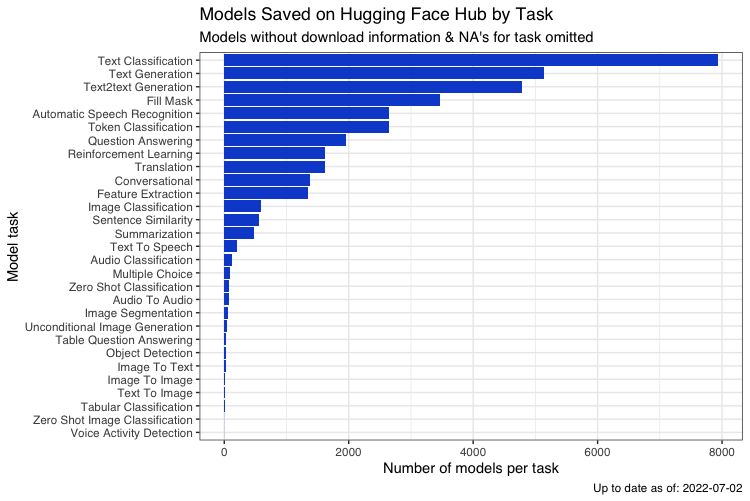 Models Saved on Hugging Face Hub by Task
Models without download information & NA's for task omitted
Model task
Text Classification
Text Generation
Text2text Generation
Fill Mask
Automatic Speech Recognition
Token Classification
Question Answering
Reinforcement Learning
Translation
Conversational
Feature Extraction
Image Classification
Sentence Similarity
Summarization
Text To Speech
Audio Classification
Multiple Choice
Zero Shot Classification
Audio To Audio
Image Segmentation
Unconditional Image Generation
Table Question Answering
Object Detection
Image To Text
Image To Image
Text To Image
Tabular Classification
Zero Shot Image Classification
Voice Activity Detection
0 2000 4000 6000 8000
Number of models per task
Up to date as of: 2022-07-02